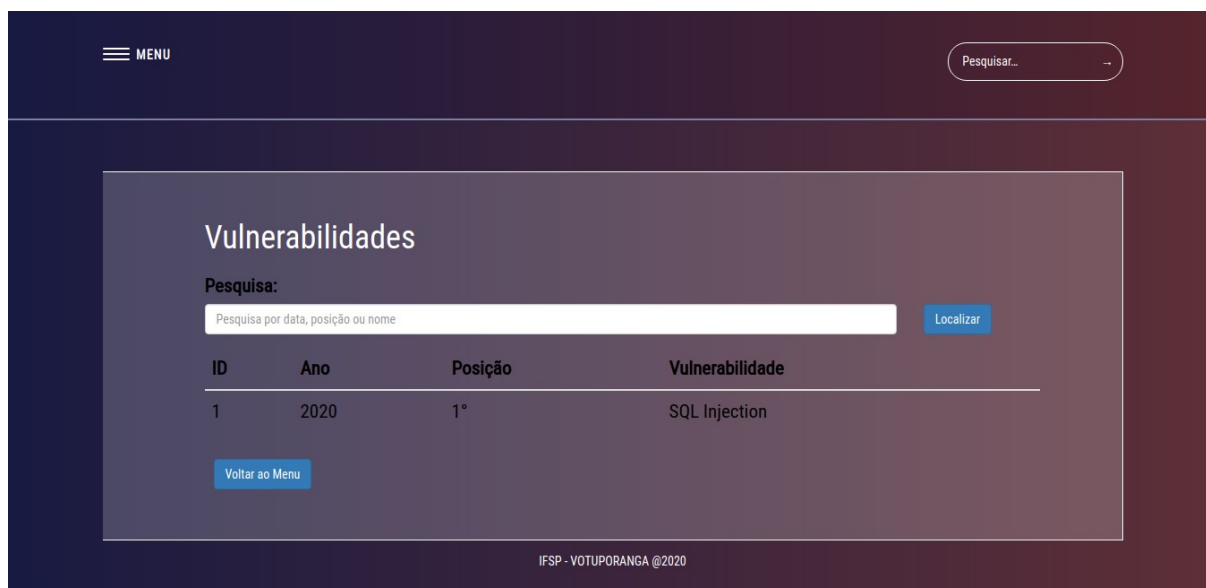 MENU
Pesquisar... →
Vulnerabilidades
Pesquisa:
Pesquisa por data, posição ou nome
Localizar
ID Ano Posição Vulnerabilidade
1 2020 1° SQL Injection
Voltar ao Menu
IFSP - VOTUPORANGA @2020